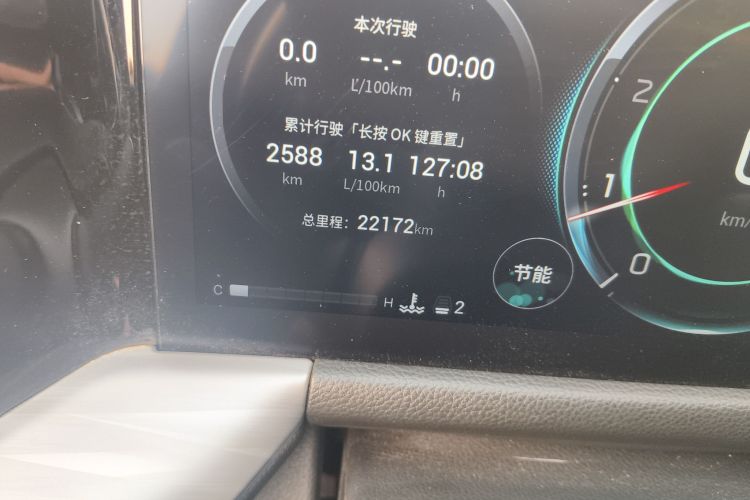 本次行驶
0.0 --.- 00:00
km L/100km h
累计行驶「长按 OK 键重置」
2588 13.1 127:08
km L/100km h
总里程: 22172km
C H 2
节能
2
1
0
km/